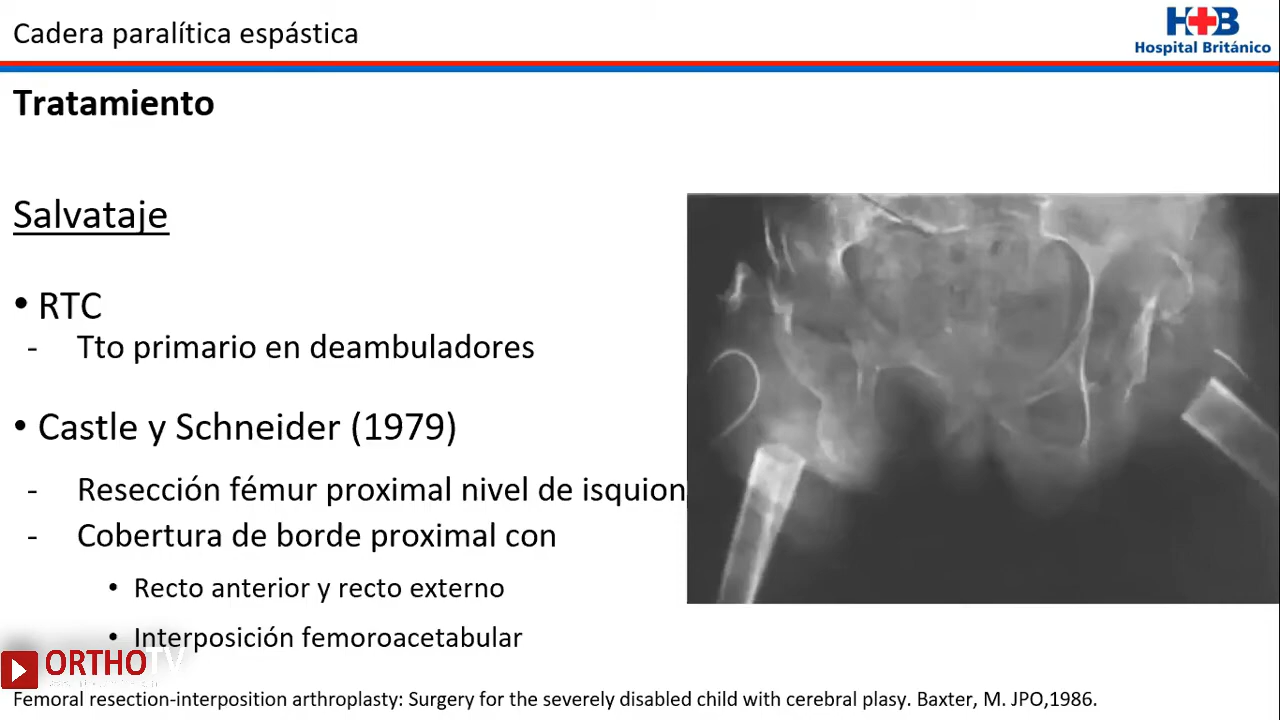 Cadera paralítica espástica
H+B
Hospital Británico
Tratamiento
Salvataje
• RTC
- Tto primario en deambuladores
• Castle y Schneider (1979)
- Resección fémur proximal nivel de isquion
- Cobertura de borde proximal con
• Recto anterior y recto externo
• Interposición femoroacetabular
ORTHOTV
Femoral resection-interposition arthroplasty: Surgery for the severely disabled child with cerebral plasy. Baxter, M. JPO,1986.